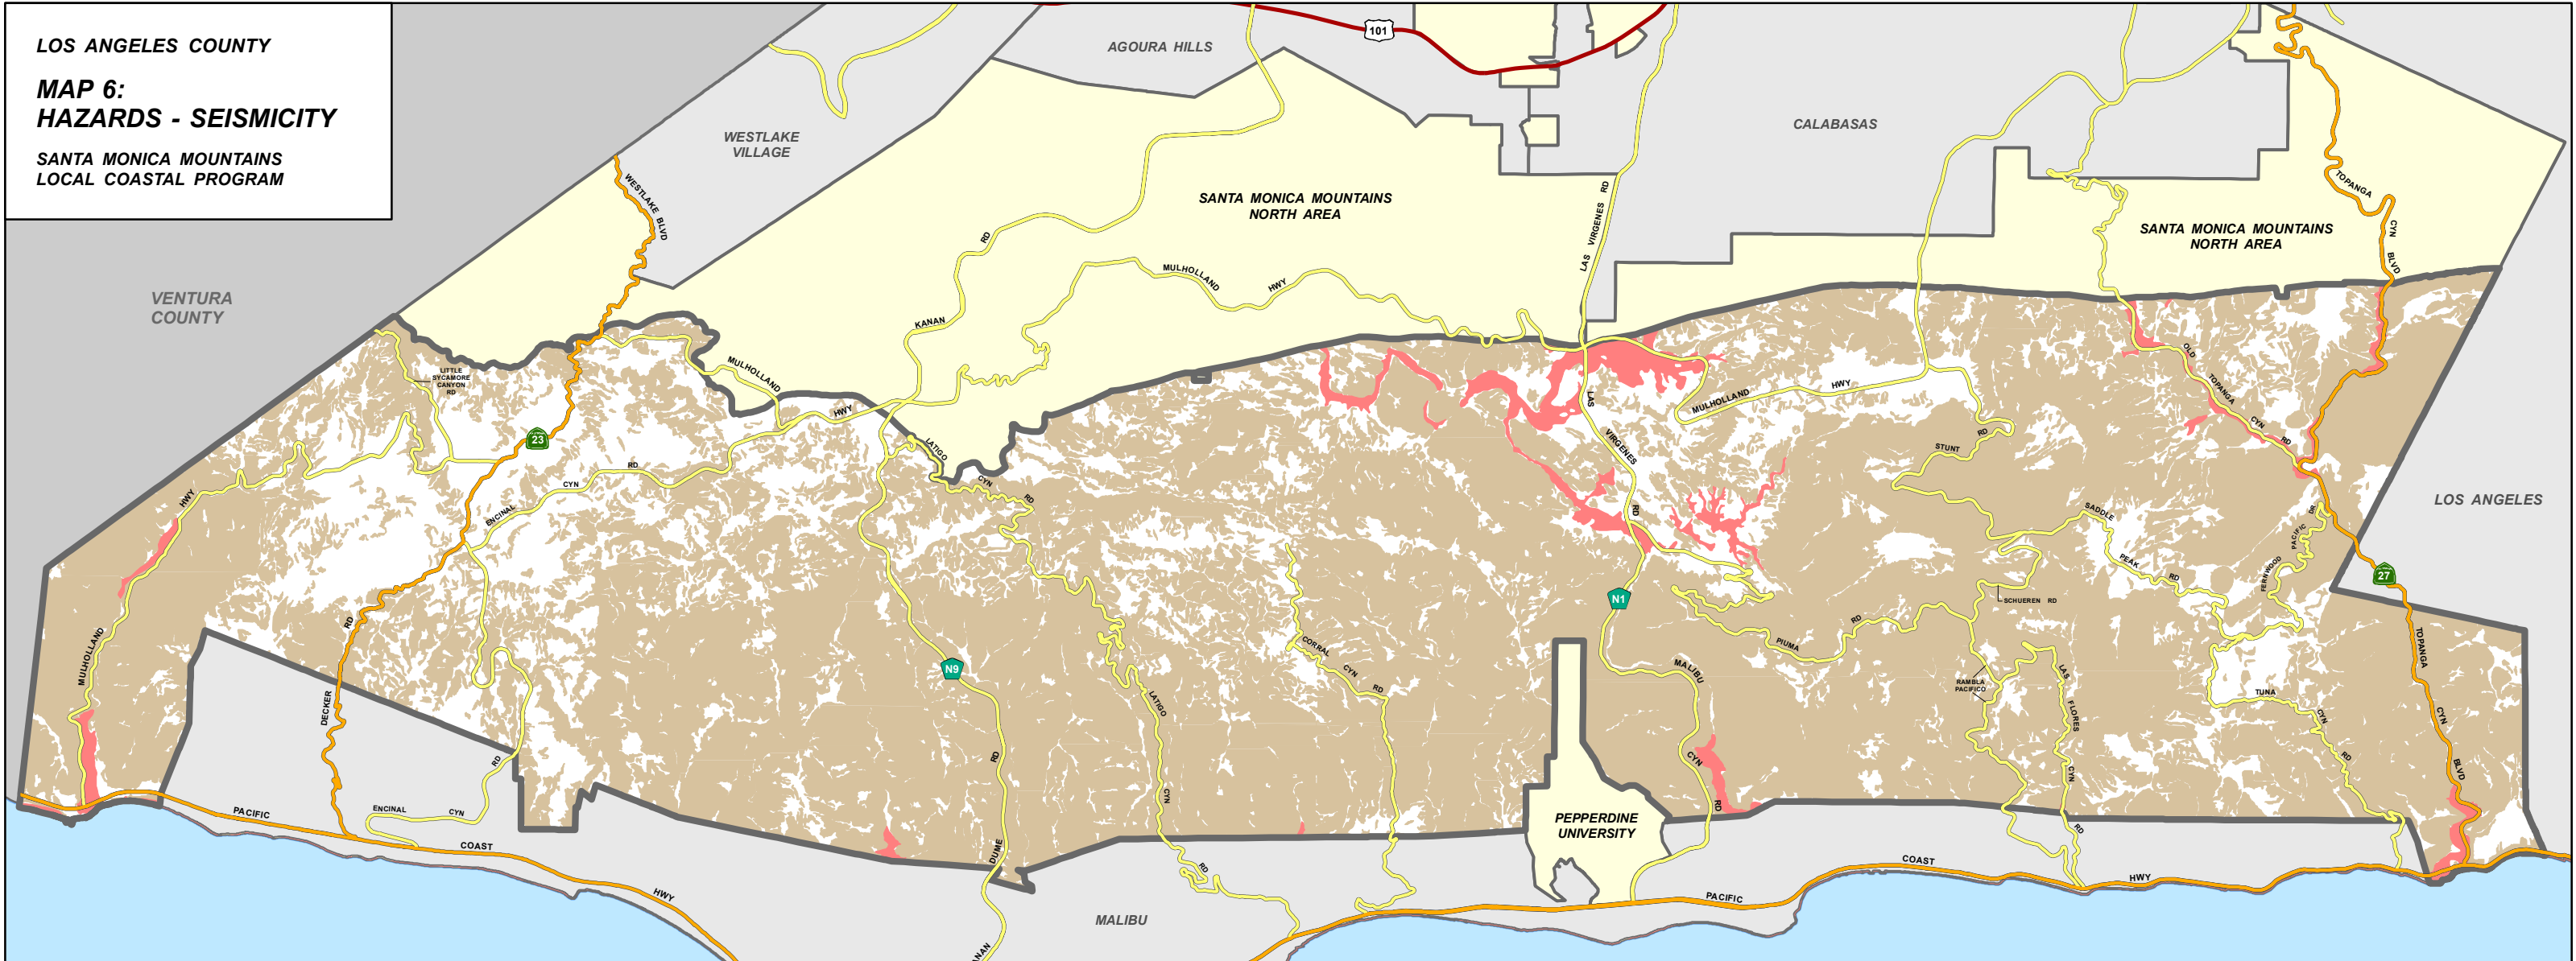 LOS ANGELES COUNTY
MAP 6:
HAZARDS - SEISMICITY
SANTA MONICA MOUNTAINS
LOCAL COASTAL PROGRAM
101
AGOURA HILLS
WESTLAKE
VILLAGE
CALABASAS
WESTLAKE BLVD
SANTA MONICA MOUNTAINS
NORTH AREA
LAS VIRGENES RD
TOPANGA
CYN
BLVD
SANTA MONICA MOUNTAINS
NORTH AREA
VENTURA
COUNTY
KANAN
RD
MULHOLLAND
HWY
LITTLE
SYCAMORE
CANYON
RD
MULHOLLAND
HWY
LAS
VIRGENES
RD
MULHOLLAND
HWY
OLD
TOPANGA
CYN
RD
23
LATIGO
CYN
RD
STUNT
RD
ENCINAL
CYN
RD
HWY
MULHOLLAND
LOS ANGELES
SADDLE
PEAK
RD
FERNWOOD
PACIFIC
DR
27
N1
SCHUEREN RD
RD
DECKER
N9
CORRAL
CYN
RD
PIUMA
RD
MALIBU
CYN
RD
RAMBLA
PACIFICO
LAS
FLORES
CYN
RD
TUNA
CYN
RD
TOPANGA
CYN
BLVD
LATIGO
CYN
RD
RD
DUME
ENCINAL
CYN
RD
PEPPERDINE
UNIVERSITY
PACIFIC
COAST
HWY
MALIBU
PACIFIC
COAST
HWY
ANAN